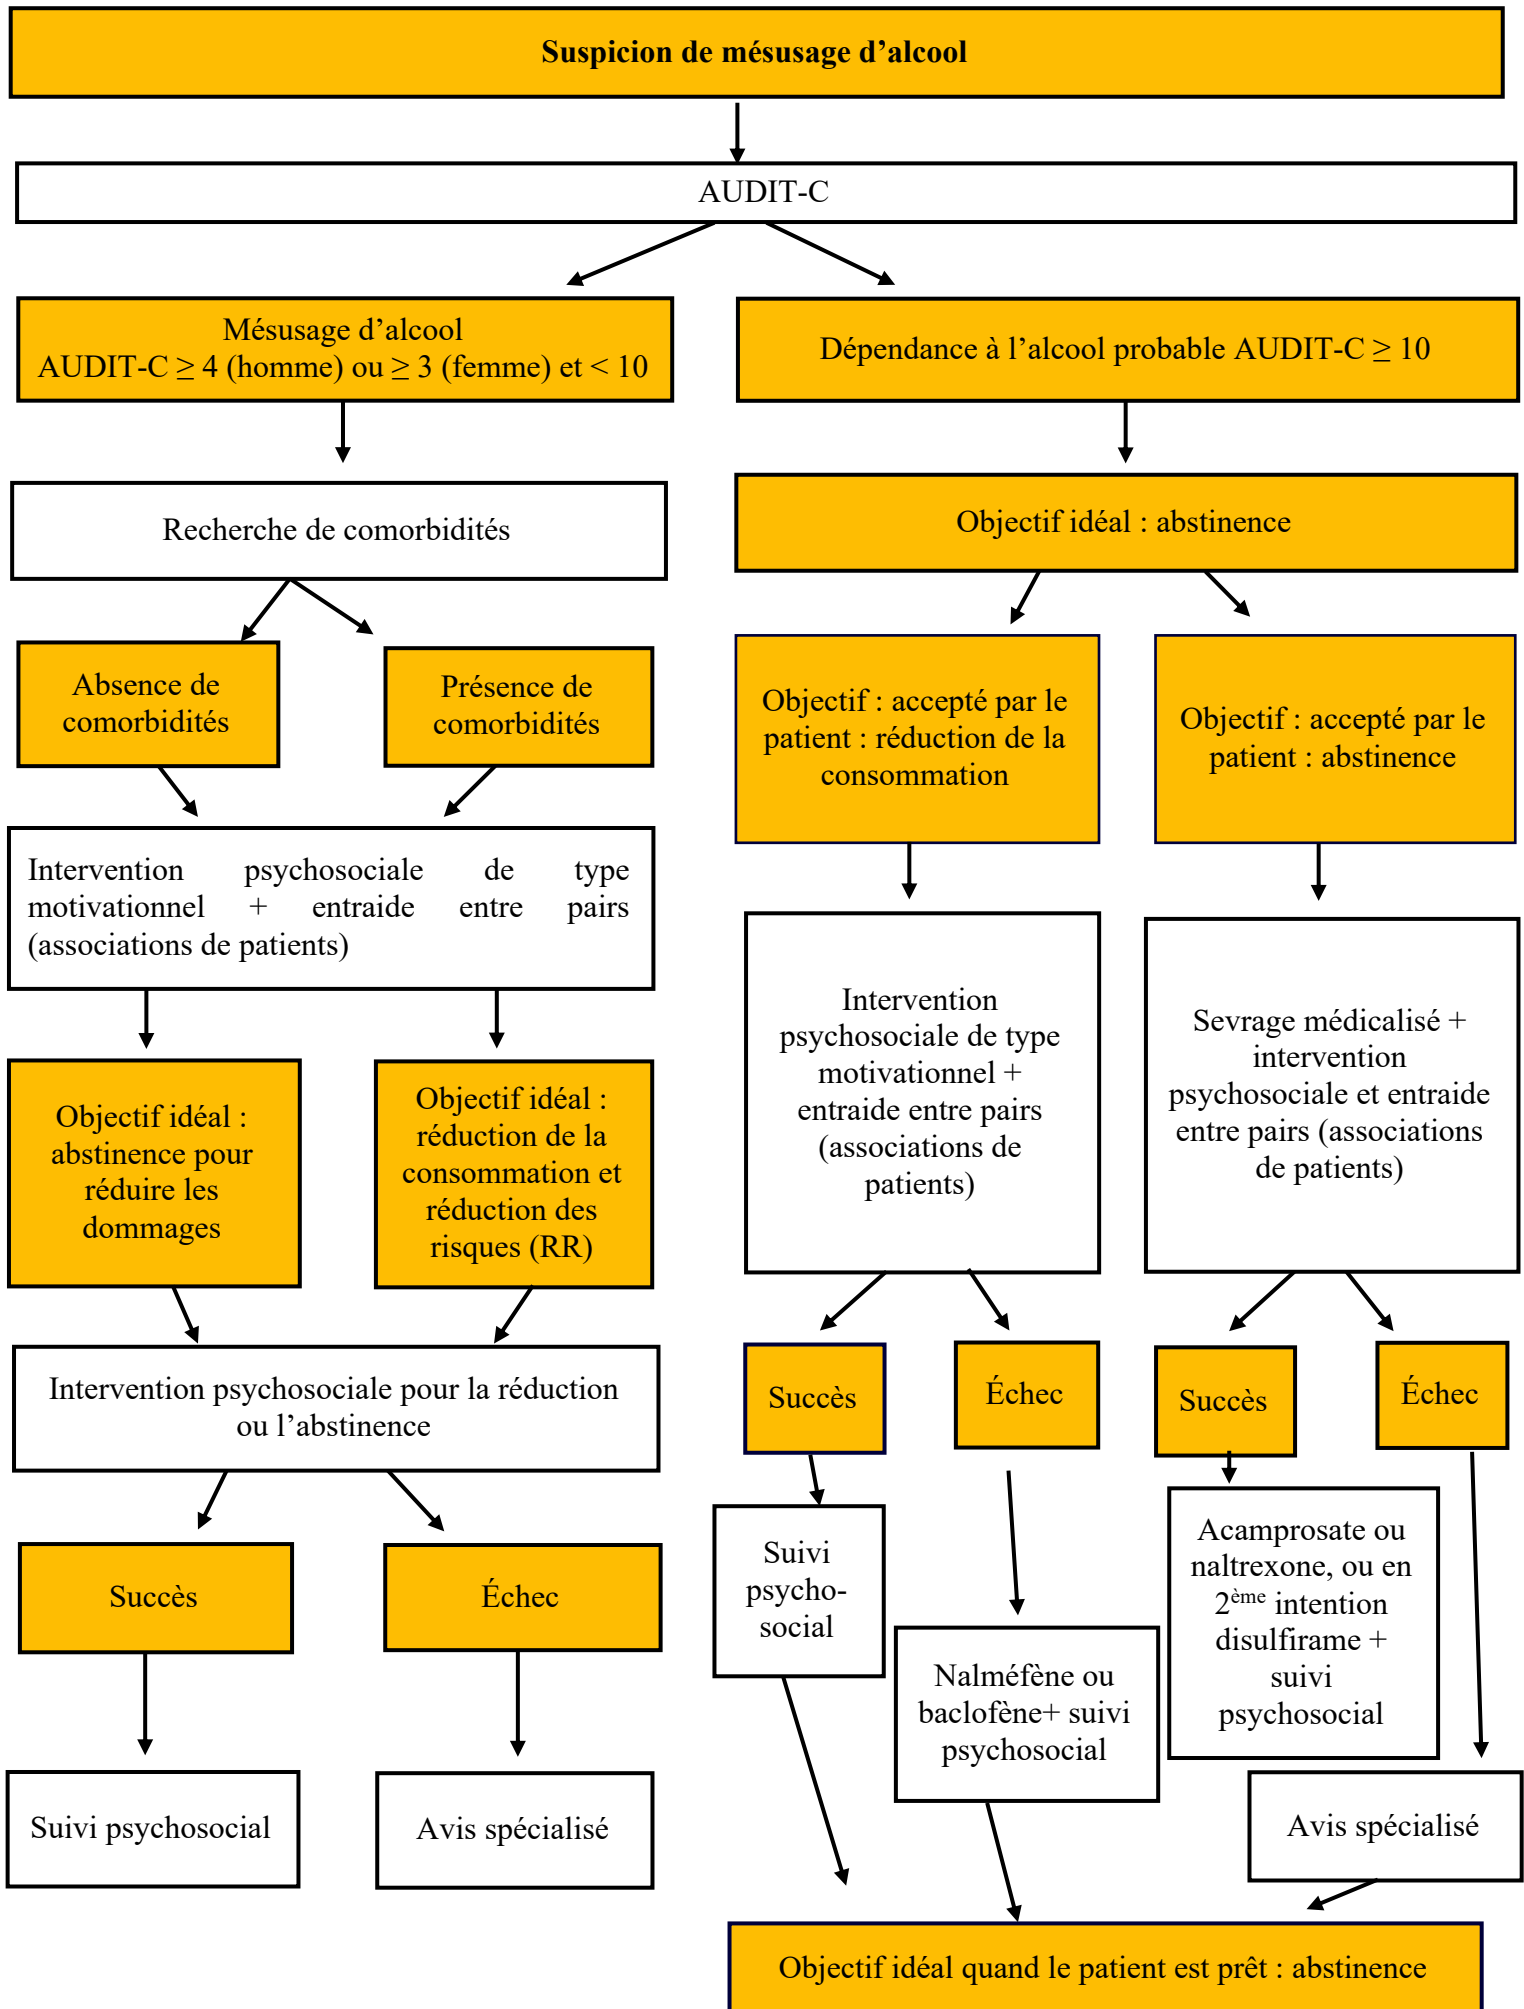 Suspicion de mésusage d’alcool
AUDIT-C
Mésusage d’alcool
AUDIT-C ≥ 4 (homme) ou ≥ 3 (femme) et < 10
Dépendance à l’alcool probable AUDIT-C ≥ 10
Recherche de comorbidités
Objectif idéal : abstinence
Absence de
comorbidités
Présence de
comorbidités
Objectif : accepté par le
patient : réduction de la
consommation
Objectif : accepté par le
patient : abstinence
Intervention psychosociale de type
motivationnel + entraide entre pairs
(associations de patients)
Intervention
psychosociale de type
motivationnel +
entraide entre pairs
(associations de
patients)
Sevrage médicalisé +
intervention
psychosociale et entraide
entre pairs (associations
de patients)
Objectif idéal :
abstinence pour
réduire les
dommages
Objectif idéal :
réduction de la
consommation et
réduction des
risques (RR)
Intervention psychosociale pour la réduction
ou l’abstinence
Succès
Échec
Succès
Échec
Succès
Échec
Suivi
psycho-
social
Nalméfène ou
baclofène+ suivi
psychosocial
Acamprosate ou
naltrexone, ou en
2ème intention
disulfirame +
suivi
psychosocial
Suivi psychosocial
Avis spécialisé
Avis spécialisé
Objectif idéal quand le patient est prêt : abstinence